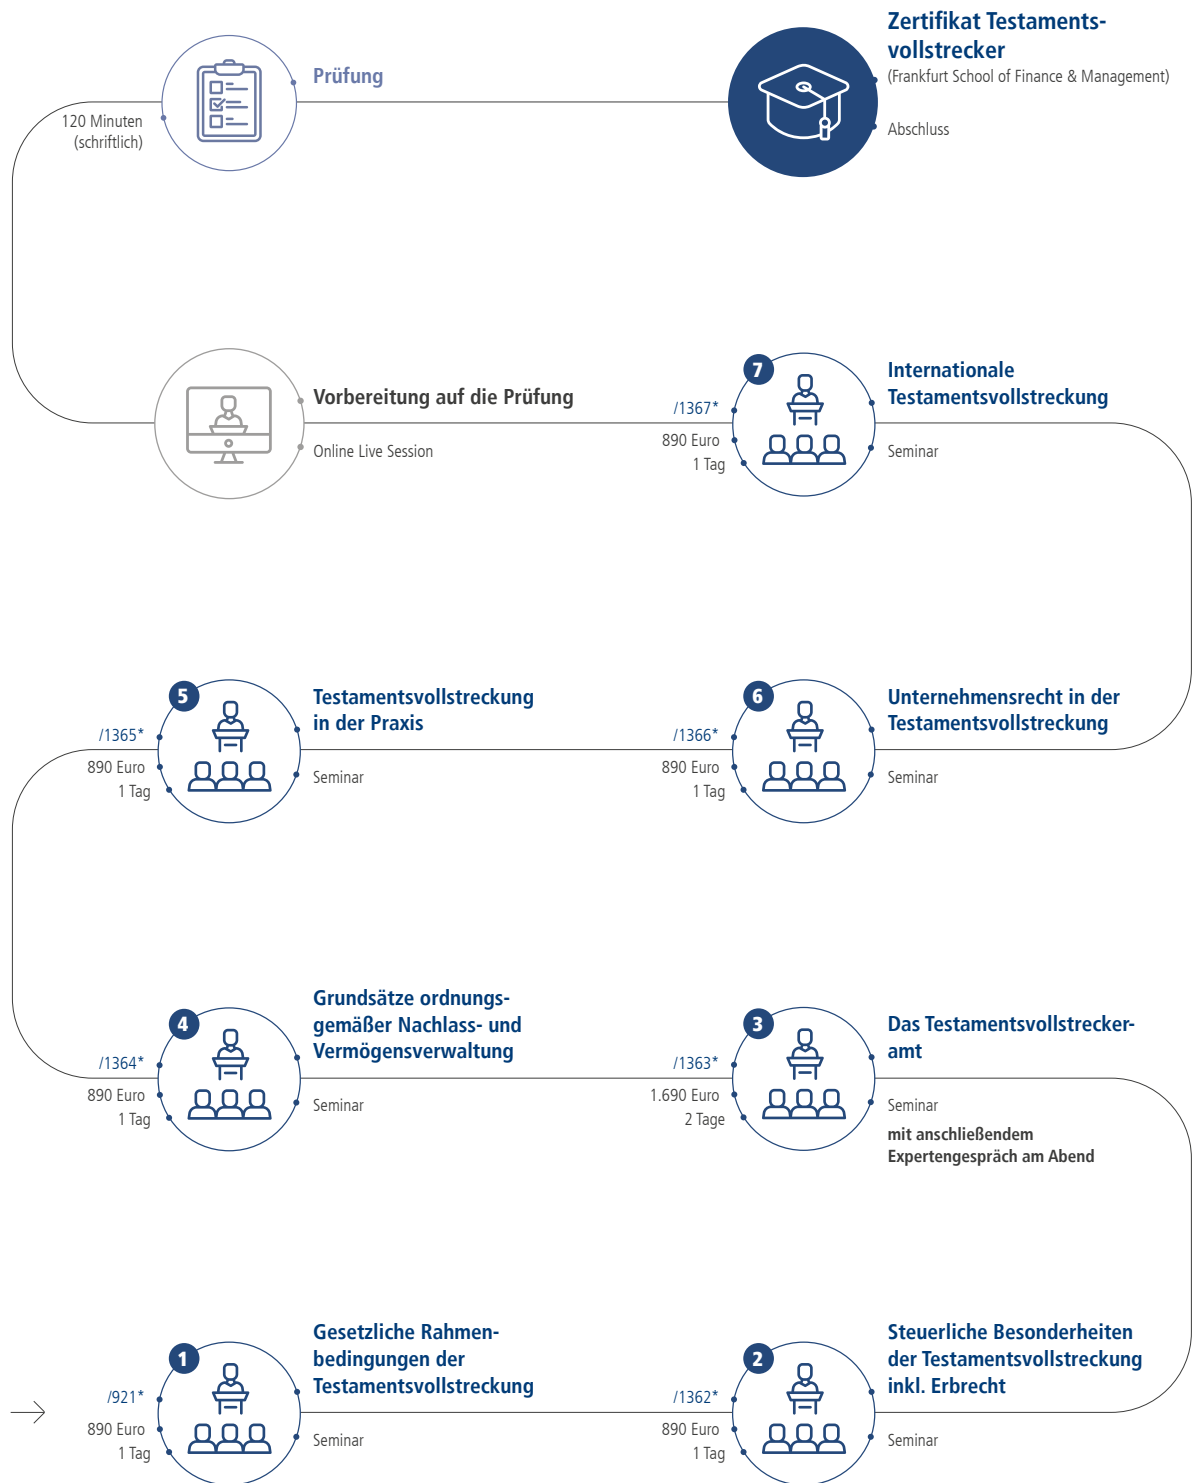 Zertifikat Testaments-
vollstrecker
(Frankfurt School of Finance & Management)
Abschluss
Prüfung
120 Minuten
(schriftlich)
Vorbereitung auf die Prüfung
Online Live Session
7
Internationale
Testamentsvollstreckung
/1367*
890 Euro
1 Tag
Seminar
5
Testamentsvollstreckung
in der Praxis
/1365*
890 Euro
1 Tag
Seminar
6
Unternehmensrecht in der
Testamentsvollstreckung
/1366*
890 Euro
1 Tag
Seminar
4
Grundsätze ordnungs-
gemäßer Nachlass- und
Vermögensverwaltung
/1364*
890 Euro
1 Tag
Seminar
3
Das Testamentsvollstrecker-
amt
/1363*
1.690 Euro
2 Tage
Seminar
mit anschließendem
Expertengespräch am Abend
1
Gesetzliche Rahmen-
bedingungen der
Testamentsvollstreckung
/921*
890 Euro
1 Tag
Seminar
2
Steuerliche Besonderheiten
der Testamentsvollstreckung
inkl. Erbrecht
/1362*
890 Euro
1 Tag
Seminar